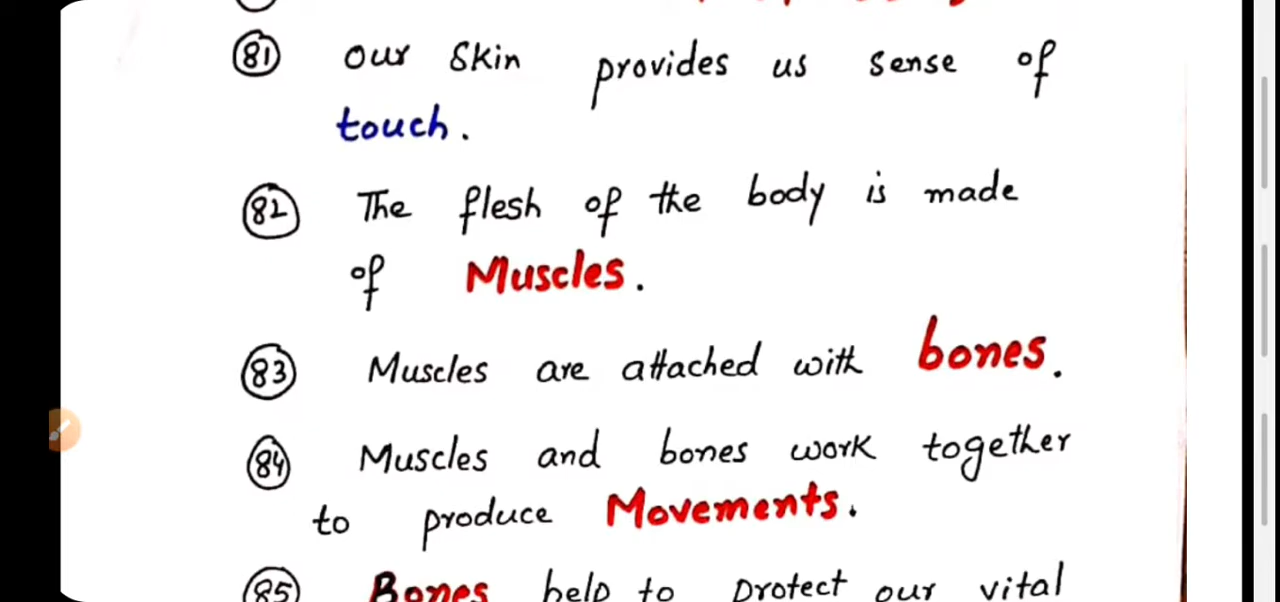 81 Our Skin provides us sense of
touch.
82 The flesh of the body is made
of Muscles.
83 Muscles are attached with bones.
84 Muscles and bones work together
to produce Movements.
85 Bones help to protect our vital